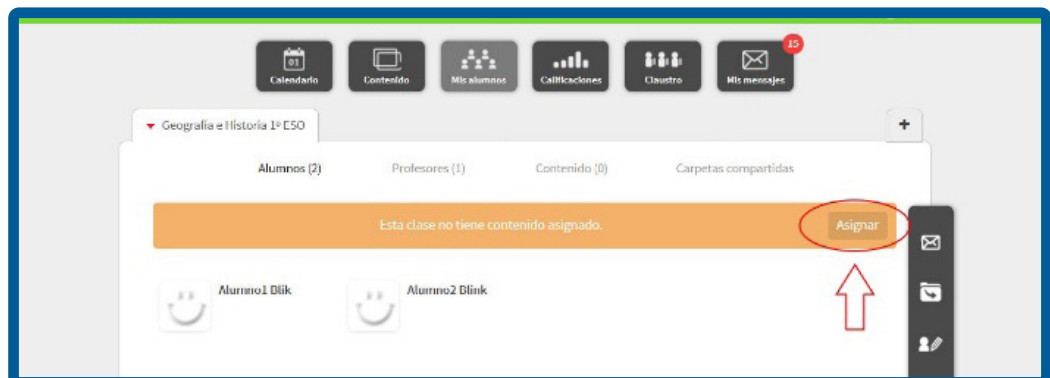 15
01
Calendario Contenido Mis alumnos Calificaciones Claustro Mis mensajes
Geografía e Historia 1º ESO +
Alumnos (2) Profesores (1) Contenido (0) Carpetas compartidas
Esta clase no tiene contenido asignado. Asignar
Alumno1 Blik Alumno2 Blink